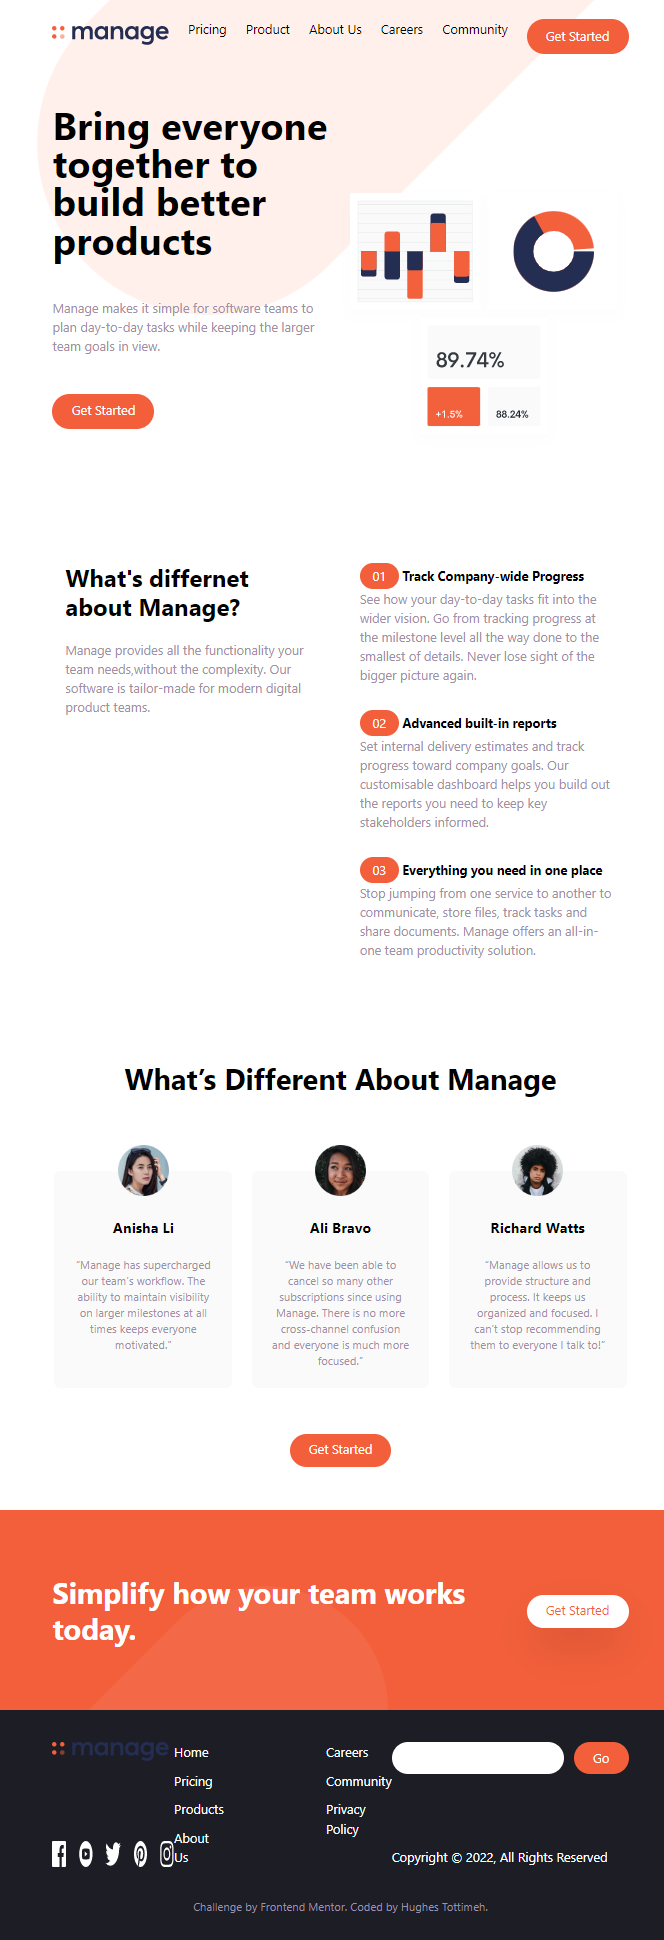 manage
Pricing Product About Us Careers Community Get Started
Bring everyone
together to
build better
products
Manage makes it simple for software teams to
plan day-to-day tasks while keeping the larger
team goals in view.
Get Started
89.74%
+1.5% 88.24%
What's differnet
about Manage?
Manage provides all the functionality your
team needs,without the complexity. Our
software is tailor-made for modern digital
product teams.
01 Track Company-wide Progress
See how your day-to-day tasks fit into the
wider vision. Go from tracking progress at
the milestone level all the way done to the
smallest of details. Never lose sight of the
bigger picture again.
02 Advanced built-in reports
Set internal delivery estimates and track
progress toward company goals. Our
customisable dashboard helps you build out
the reports you need to keep key
stakeholders informed.
03 Everything you need in one place
Stop jumping from one service to another to
communicate, store files, track tasks and
share documents. Manage offers an all-in-
one team productivity solution.
What’s Different About Manage
Anisha Li
“Manage has supercharged
our team’s workflow. The
ability to maintain visibility
on larger milestones at all
times keeps everyone
motivated.”
Ali Bravo
“We have been able to
cancel so many other
subscriptions since using
Manage. There is no more
cross-channel confusion
and everyone is much more
focused.”
Richard Watts
“Manage allows us to
provide structure and
process. It keeps us
organized and focused. I
can’t stop recommending
them to everyone I talk to!”
Get Started
Simplify how your team works
today.
Get Started
manage
Home
Pricing
Products
About
Us
Careers
Community
Privacy
Policy
Go
Copyright © 2022, All Rights Reserved
Challenge by Frontend Mentor. Coded by Hughes Tottimeh.